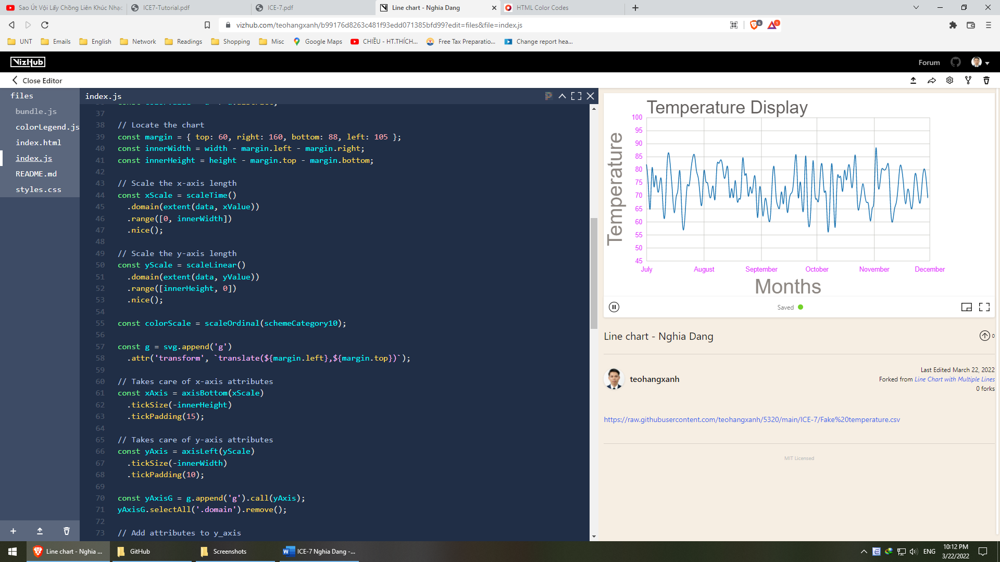 Sao Út Vội Lấy Chồng Liên Khúc Nhạc
ICE7-Tutorial.pdf
ICE-7.pdf
Line chart - Nghia Dang
HTML Color Codes
vizhub.com/teohangxanh/b99176d8263c481f93edd071385bfd99?edit=files&file=index.js
6
1
UNT
Emails
English
Network
Readings
Shopping
Misc
Google Maps
CHIỀU - HT.THÍCH...
Free Tax Preparatio...
Change report hea...
VizHub
Forum
Close Editor
files
bundle.js
colorLegend.js
index.html
index.js
README.md
styles.css
index.js
37
38 // Locate the chart
39 const margin = { top: 60, right: 160, bottom: 88, left: 105 };
40 const innerWidth = width - margin.left - margin.right;
41 const innerHeight = height - margin.top - margin.bottom;
42
43 // Scale the x-axis length
44 const xScale = scaleTime()
45 .domain(extent(data, xValue))
46 .range([0, innerWidth])
47 .nice();
48
49 // Scale the y-axis length
50 const yScale = scaleLinear()
51 .domain(extent(data, yValue))
52 .range([innerHeight, 0])
53 .nice();
54
55 const colorScale = scaleOrdinal(schemeCategory10);
56
57 const g = svg.append('g')
58 .attr('transform', `translate(${margin.left},${margin.top})`);
59
60 // Takes care of x-axis attributes
61 const xAxis = axisBottom(xScale)
62 .tickSize(-innerHeight)
63 .tickPadding(15);
64
65 // Takes care of y-axis attributes
66 const yAxis = axisLeft(yScale)
67 .tickSize(-innerWidth)
68 .tickPadding(10);
69
70 const yAxisG = g.append('g').call(yAxis);
71 yAxisG.selectAll('.domain').remove();
72
73 // Add attributes to y_axis
Temperature Display
Temperature
100
95
90
85
80
75
70
65
60
55
50
45
July August September October November December
Months
Saved
Line chart - Nghia Dang
0
teohangxanh
Last Edited March 22, 2022
Forked from Line Chart with Multiple Lines
0 forks
https://raw.githubusercontent.com/teohangxanh/5320/main/ICE-7/Fake%20temperature.csv
MIT Licensed
Line chart - Nghia ...
GitHub
Screenshots
ICE-7 Nghia Dang -...
ENG
10:12 PM
3/22/2022